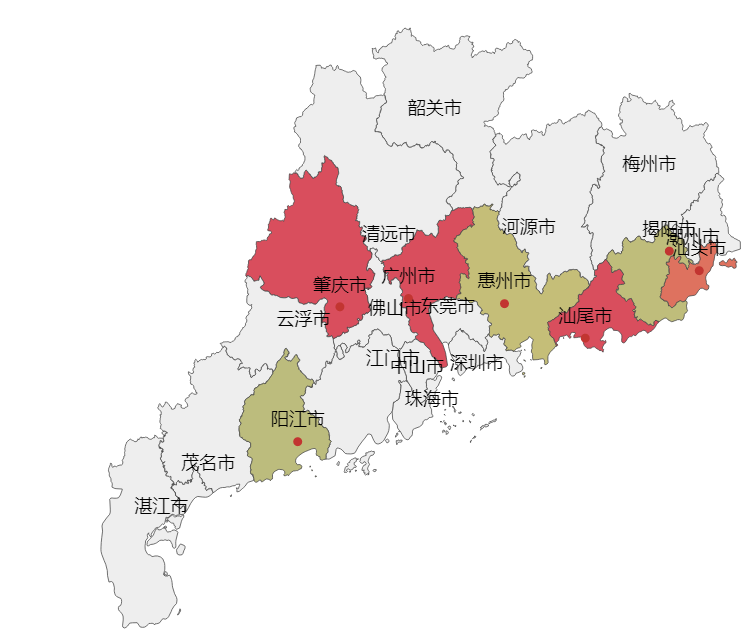 韶关市
梅州市
清远市
河源市
揭阳市
潮州市
汕头市
肇庆市
广州市
惠州市
云浮市
佛山市
东莞市
汕尾市
江门市
中山市
深圳市
珠海市
阳江市
茂名市
湛江市